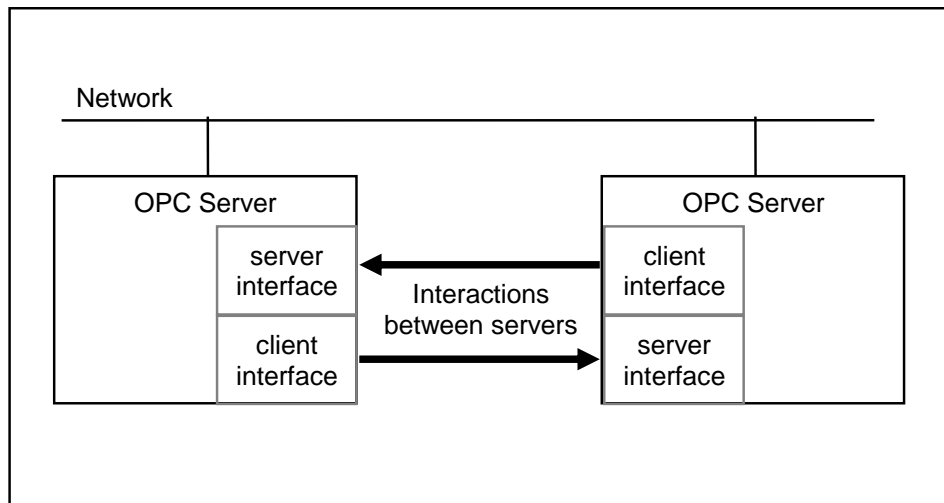 Network
OPC Server
server
interface
client
interface
Interactions
between servers
OPC Server
client
interface
server
interface